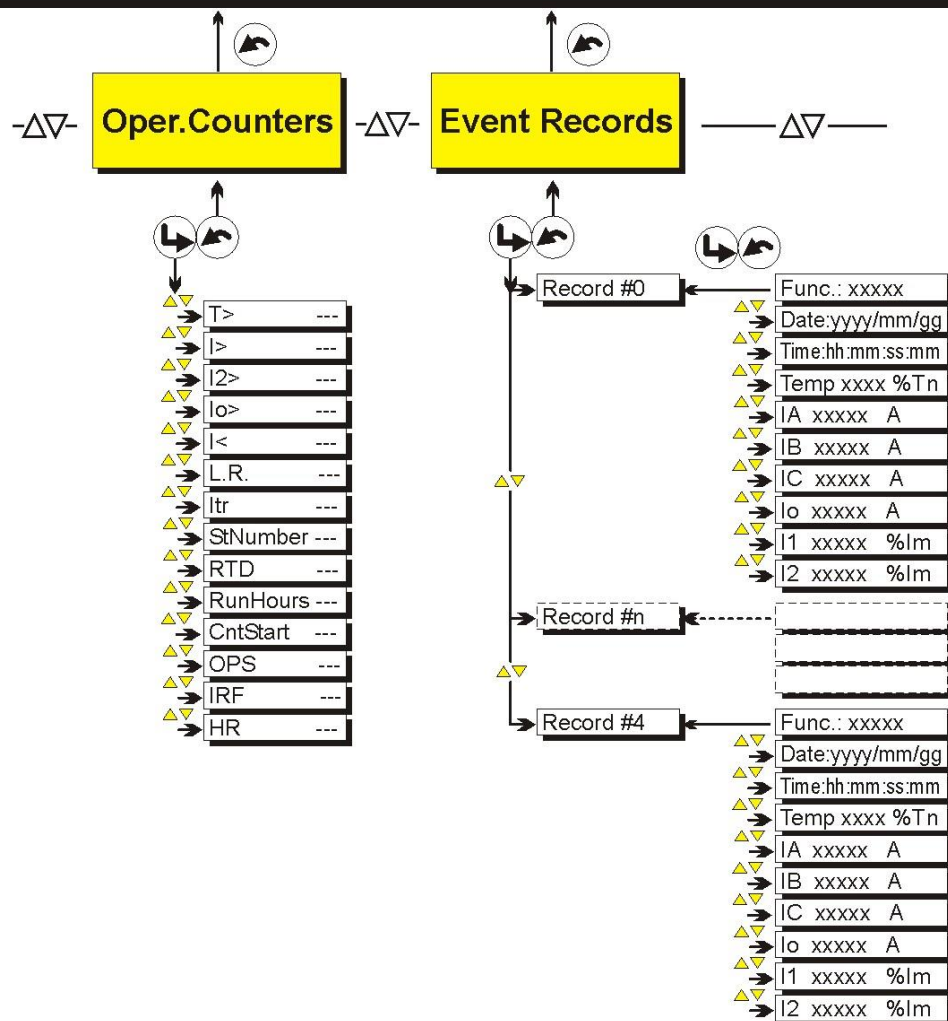 Oper.Counters
Event Records
T> ---
I> ---
I2> ---
Io> ---
I< ---
L.R. ---
Itr ---
StNumber ---
RTD ---
RunHours ---
CntStart ---
OPS ---
IRF ---
HR ---
Record #0
Func.: xxxxx
Date:yyyy/mm/gg
Time:hh:mm:ss:mm
Temp xxxx %Tn
IA xxxxx A
IB xxxxx A
IC xxxxx A
Io xxxxx A
I1 xxxxx %Im
I2 xxxxx %Im
Record #n
Record #4
Func.: xxxxx
Date:yyyy/mm/gg
Time:hh:mm:ss:mm
Temp xxxx %Tn
IA xxxxx A
IB xxxxx A
IC xxxxx A
Io xxxxx A
I1 xxxxx %Im
I2 xxxxx %Im